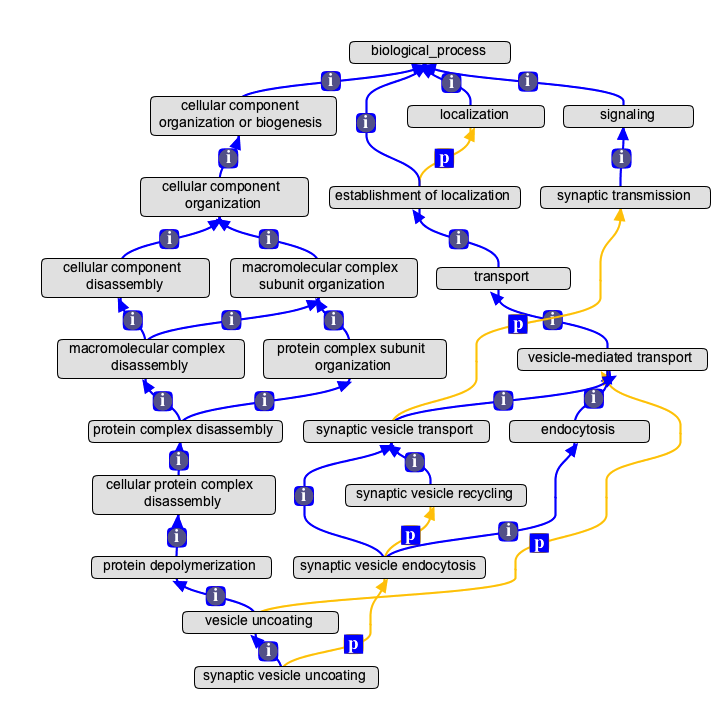 biological_process
i
i
i
cellular component
organization or biogenesis
localization
signaling
i
i
p
i
cellular component
organization
establishment of localization
synaptic transmission
i
i
i
cellular component
disassembly
macromolecular complex
subunit organization
transport
i
i
i
p
i
macromolecular complex
disassembly
protein complex subunit
organization
vesicle-mediated transport
i
i
i
i
protein complex disassembly
synaptic vesicle transport
endocytosis
i
i
cellular protein complex
disassembly
i
synaptic vesicle recycling
i
p
i
p
protein depolymerization
synaptic vesicle endocytosis
i
vesicle uncoating
i
p
synaptic vesicle uncoating